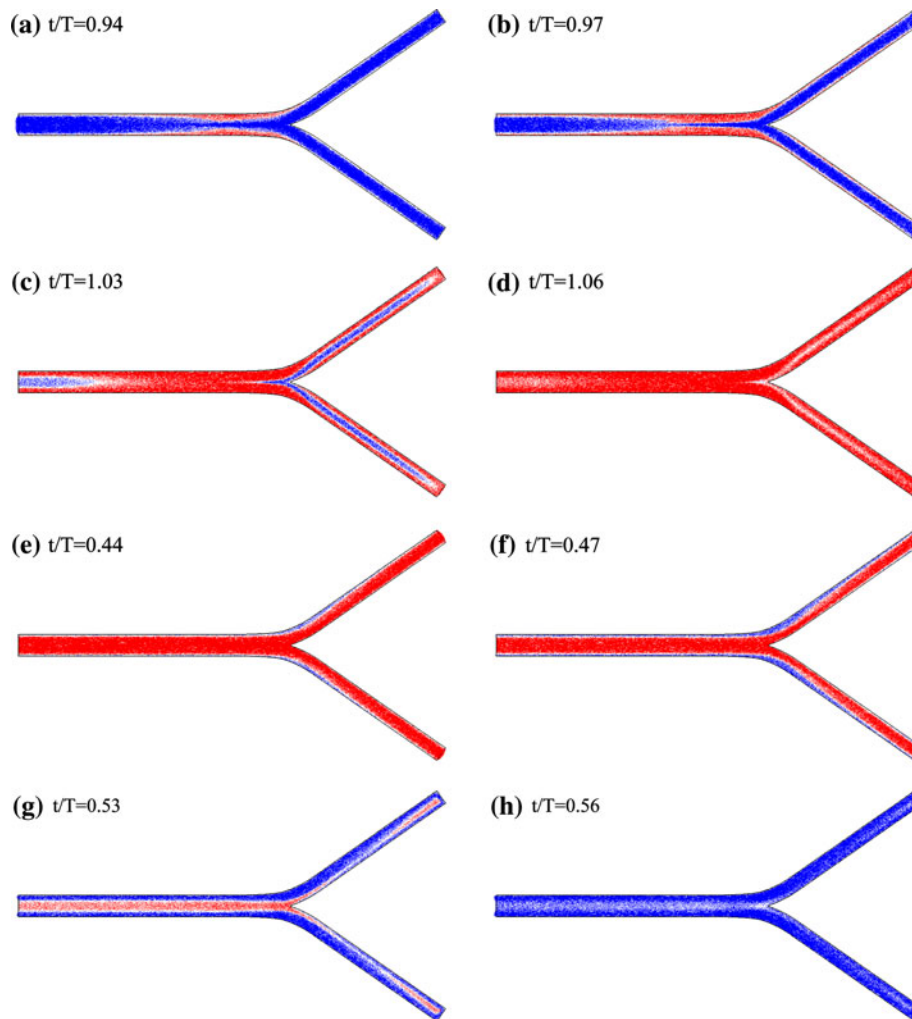 (a) t/T=0.94
(b) t/T=0.97
(c) t/T=1.03
(d) t/T=1.06
(e) t/T=0.44
(f) t/T=0.47
(g) t/T=0.53
(h) t/T=0.56